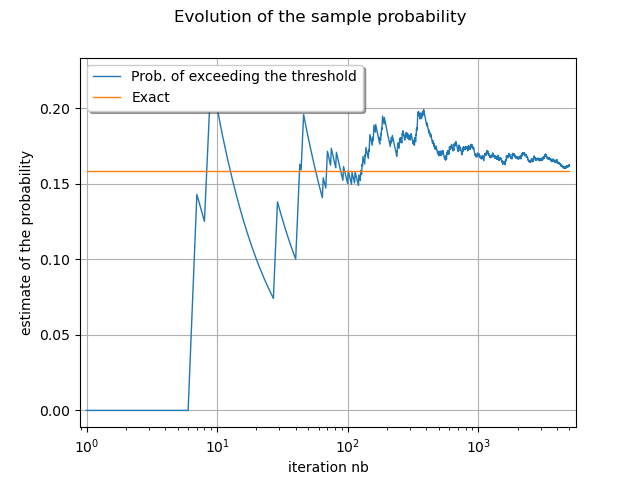 Evolution of the sample probability
Prob. of exceeding the threshold
Exact
estimate of the probability
0.20
0.15
0.10
0.05
0.00
10⁰
10¹
10²
10³
iteration nb